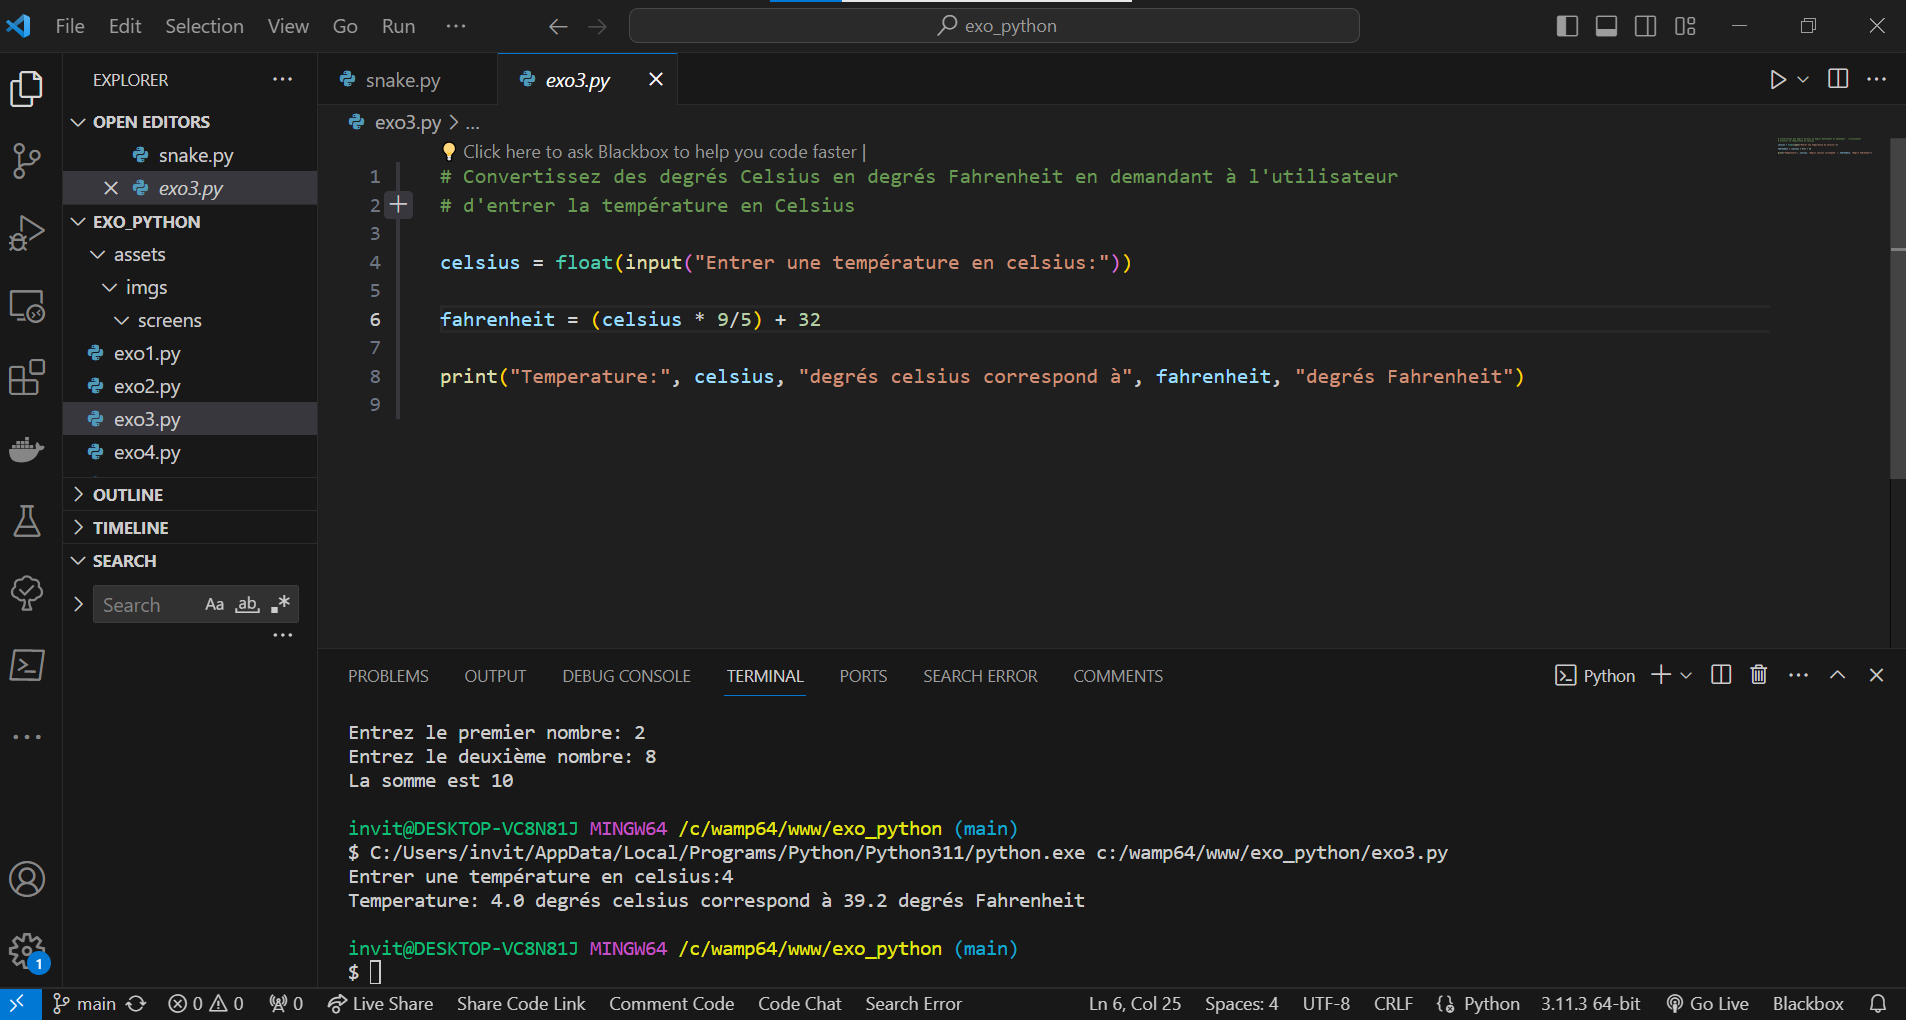 File Edit Selection View Go Run ··· exo_python
EXPLORER ···
OPEN EDITORS
snake.py
exo3.py
EXO_PYTHON
assets
imgs
screens
exo1.py
exo2.py
exo3.py
exo4.py
OUTLINE
TIMELINE
SEARCH
Search Aa ab .*
···
1
snake.py exo3.py
exo3.py > ...
Click here to ask Blackbox to help you code faster |
1 # Convertissez des degrés Celsius en degrés Fahrenheit en demandant à l'utilisateur
2 # d'entrer la température en Celsius
3
4 celsius = float(input("Entrer une température en celsius:"))
5
6 fahrenheit = (celsius * 9/5) + 32
7
8 print("Temperature:", celsius, "degrés celsius correspond à", fahrenheit, "degrés Fahrenheit")
9
PROBLEMS OUTPUT DEBUG CONSOLE TERMINAL PORTS SEARCH ERROR COMMENTS Python
Entrez le premier nombre: 2
Entrez le deuxième nombre: 8
La somme est 10
invit@DESKTOP-VC8N81J MINGW64 /c/wamp64/www/exo_python (main)
$ C:/Users/invit/AppData/Local/Programs/Python/Python311/python.exe c:/wamp64/www/exo_python/exo3.py
Entrer une température en celsius:4
Temperature: 4.0 degrés celsius correspond à 39.2 degrés Fahrenheit
invit@DESKTOP-VC8N81J MINGW64 /c/wamp64/www/exo_python (main)
$
main 0 0 0 Live Share Share Code Link Comment Code Code Chat Search Error Ln 6, Col 25 Spaces: 4 UTF-8 CRLF Python 3.11.3 64-bit Go Live Blackbox